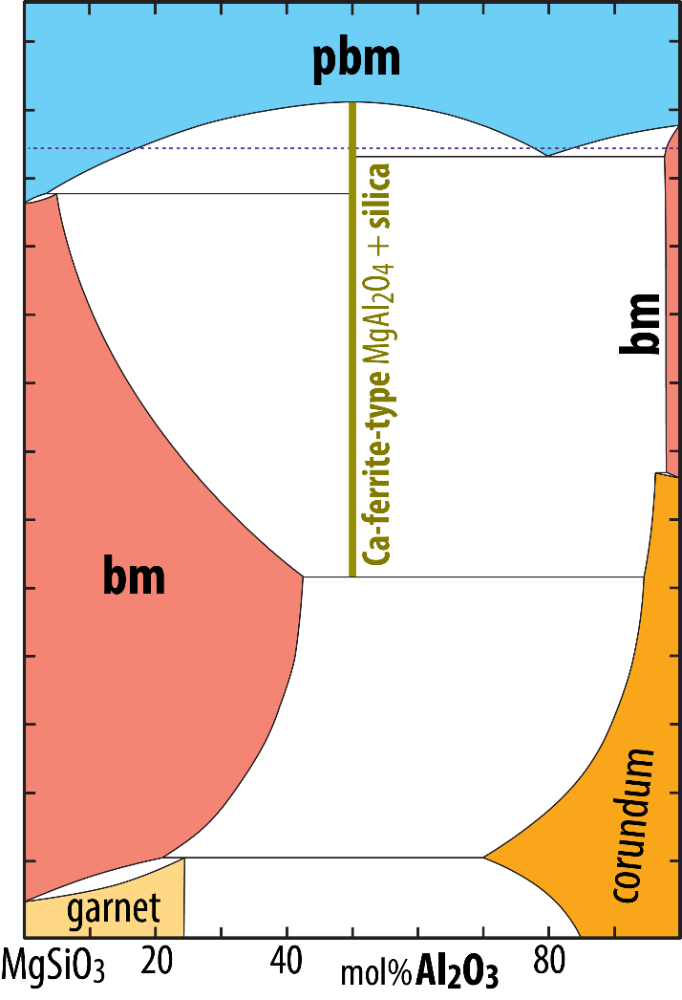 pbm
Ca-ferrite-type MgAl₂O₄ + silica
bm
bm
corundum
garnet
MgSiO₃ 20 40 mol% Al₂O₃ 80